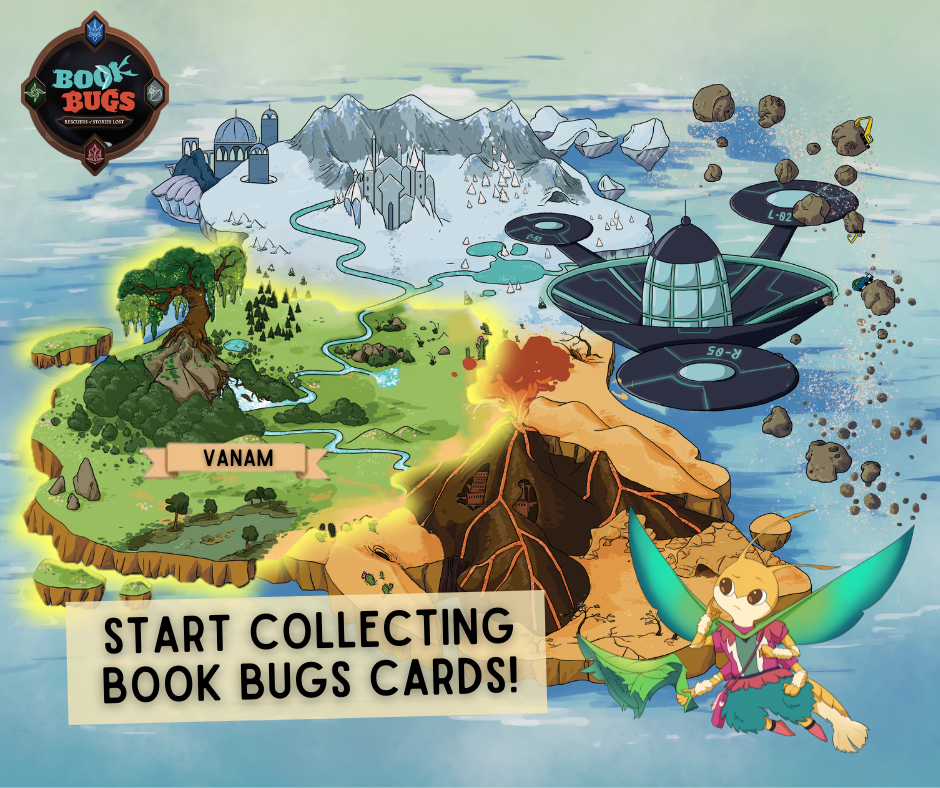 BOOK
BUGS
RESCUERS of STORIES LOST
L-02
R-05
VANAM
START COLLECTING
BOOK BUGS CARDS!